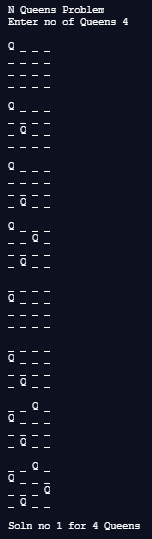 N Queens Problem
Enter no of Queens 4
Q _ _ _
_ _ _ _
_ _ _ _
_ _ _ _
Q _ _ _
_ _ _ _
_ Q _ _
_ _ _ _
Q _ _ _
_ _ _ _
_ _ _ _
_ Q _ _
Q _ _ _
_ _ Q _
_ _ _ _
_ Q _ _
_ _ _ _
Q _ _ _
_ _ _ _
_ _ _ _
_ _ _ _
Q _ _ _
_ _ _ _
_ Q _ _
_ _ Q _
Q _ _ _
_ _ _ _
_ Q _ _
_ _ Q _
Q _ _ _
_ _ _ Q
_ Q _ _
Soln no 1 for 4 Queens